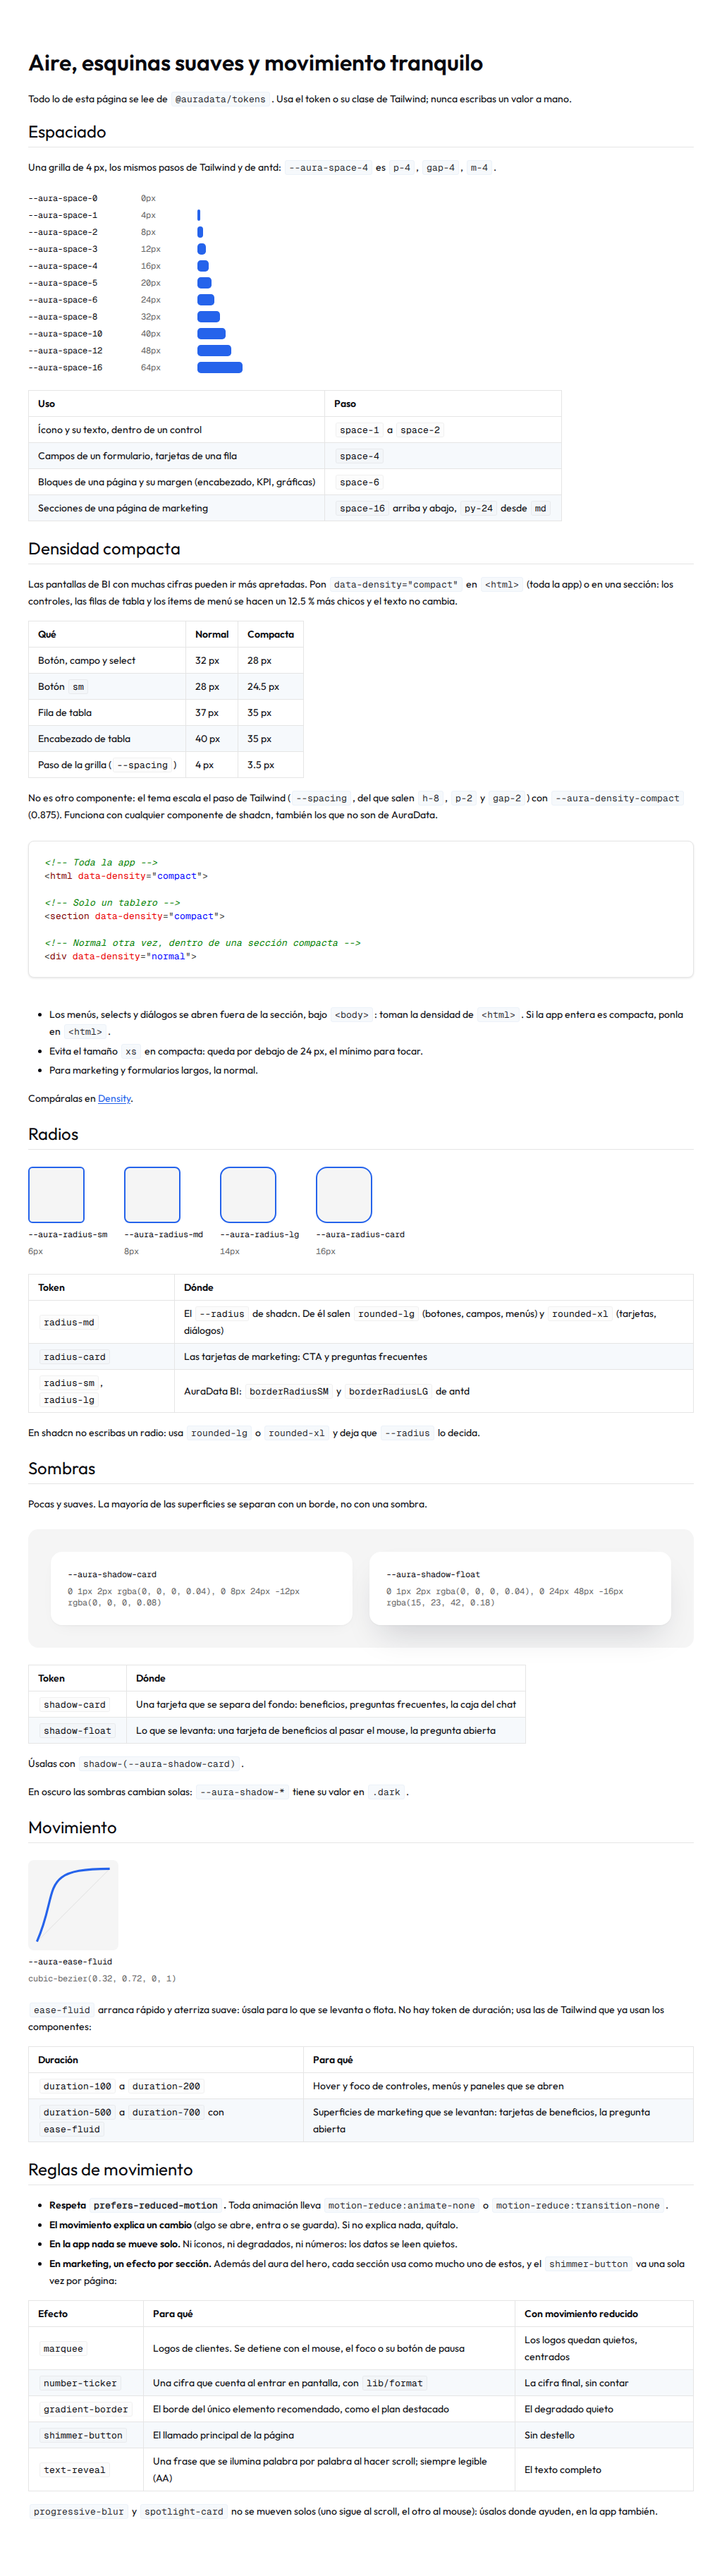 Aire, esquinas suaves y movimiento tranquilo
Todo lo de esta página se lee de @auradata/tokens . Usa el token o su clase de Tailwind; nunca escribas un valor a mano.
Espaciado
Una grilla de 4 px, los mismos pasos de Tailwind y de antd: --aura-space-4 es p-4 , gap-4 , m-4 .
--aura-space-0 0px
--aura-space-1 4px
--aura-space-2 8px
--aura-space-3 12px
--aura-space-4 16px
--aura-space-5 20px
--aura-space-6 24px
--aura-space-8 32px
--aura-space-10 40px
--aura-space-12 48px
--aura-space-16 64px
Uso Paso
Ícono y su texto, dentro de un control space-1 a space-2
Campos de un formulario, tarjetas de una fila space-4
Bloques de una página y su margen (encabezado, KPI, gráficas) space-6
Secciones de una página de marketing space-16 arriba y abajo, py-24 desde md
Densidad compacta
Las pantallas de BI con muchas cifras pueden ir más apretadas. Pon data-density="compact" en <html> (toda la app) o en una sección: los
controles, las filas de tabla y los ítems de menú se hacen un 12.5 % más chicos y el texto no cambia.
Qué Normal Compacta
Botón, campo y select 32 px 28 px
Botón sm 28 px 24.5 px
Fila de tabla 37 px 35 px
Encabezado de tabla 40 px 35 px
Paso de la grilla ( --spacing ) 4 px 3.5 px
No es otro componente: el tema escala el paso de Tailwind ( --spacing , del que salen h-8 , p-2 y gap-2 ) con --aura-density-compact
(0.875). Funciona con cualquier componente de shadcn, también los que no son de AuraData.
<!-- Toda la app -->
<html data-density="compact">
<!-- Solo un tablero -->
<section data-density="compact">
<!-- Normal otra vez, dentro de una sección compacta -->
<div data-density="normal">
Los menús, selects y diálogos se abren fuera de la sección, bajo <body> : toman la densidad de <html> . Si la app entera es compacta, ponla
en <html> .
Evita el tamaño xs en compacta: queda por debajo de 24 px, el mínimo para tocar.
Para marketing y formularios largos, la normal.
Compáralas en Density.
Radios
--aura-radius-sm --aura-radius-md --aura-radius-lg --aura-radius-card
6px 8px 14px 16px
Token Dónde
radius-md El --radius de shadcn. De él salen rounded-lg (botones, campos, menús) y rounded-xl (tarjetas,
diálogos)
radius-card Las tarjetas de marketing: CTA y preguntas frecuentes
radius-sm ,
radius-lg AuraData BI: borderRadiusSM y borderRadiusLG de antd
En shadcn no escribas un radio: usa rounded-lg o rounded-xl y deja que --radius lo decida.
Sombras
Pocas y suaves. La mayoría de las superficies se separan con un borde, no con una sombra.
--aura-shadow-card
0 1px 2px rgba(0, 0, 0, 0.04), 0 8px 24px -12px
rgba(0, 0, 0, 0.08)
--aura-shadow-float
0 1px 2px rgba(0, 0, 0, 0.04), 0 24px 48px -16px
rgba(15, 23, 42, 0.18)
Token Dónde
shadow-card Una tarjeta que se separa del fondo: beneficios, preguntas frecuentes, la caja del chat
shadow-float Lo que se levanta: una tarjeta de beneficios al pasar el mouse, la pregunta abierta
Úsalas con shadow-(--aura-shadow-card) .
En oscuro las sombras cambian solas: --aura-shadow-* tiene su valor en .dark .
Movimiento
--aura-ease-fluid
cubic-bezier(0.32, 0.72, 0, 1)
ease-fluid arranca rápido y aterriza suave: úsala para lo que se levanta o flota. No hay token de duración; usa las de Tailwind que ya usan los
componentes:
Duración Para qué
duration-100 a duration-200 Hover y foco de controles, menús y paneles que se abren
duration-500 a duration-700 con Superficies de marketing que se levantan: tarjetas de beneficios, la pregunta
ease-fluid abierta
Reglas de movimiento
Respeta prefers-reduced-motion . Toda animación lleva motion-reduce:animate-none o motion-reduce:transition-none .
El movimiento explica un cambio (algo se abre, entra o se guarda). Si no explica nada, quítalo.
En la app nada se mueve solo. Ni íconos, ni degradados, ni números: los datos se leen quietos.
En marketing, un efecto por sección. Además del aura del hero, cada sección usa como mucho uno de estos, y el shimmer-button va una sola
vez por página:
Efecto Para qué Con movimiento reducido
marquee Logos de clientes. Se detiene con el mouse, el foco o su botón de pausa Los logos quedan quietos,
centrados
number-ticker Una cifra que cuenta al entrar en pantalla, con lib/format La cifra final, sin contar
gradient-border El borde del único elemento recomendado, como el plan destacado El degradado quieto
shimmer-button El llamado principal de la página Sin destello
text-reveal Una frase que se ilumina palabra por palabra al hacer scroll; siempre legible
(AA) El texto completo
progressive-blur y spotlight-card no se mueven solos (uno sigue al scroll, el otro al mouse): úsalos donde ayuden, en la app también.